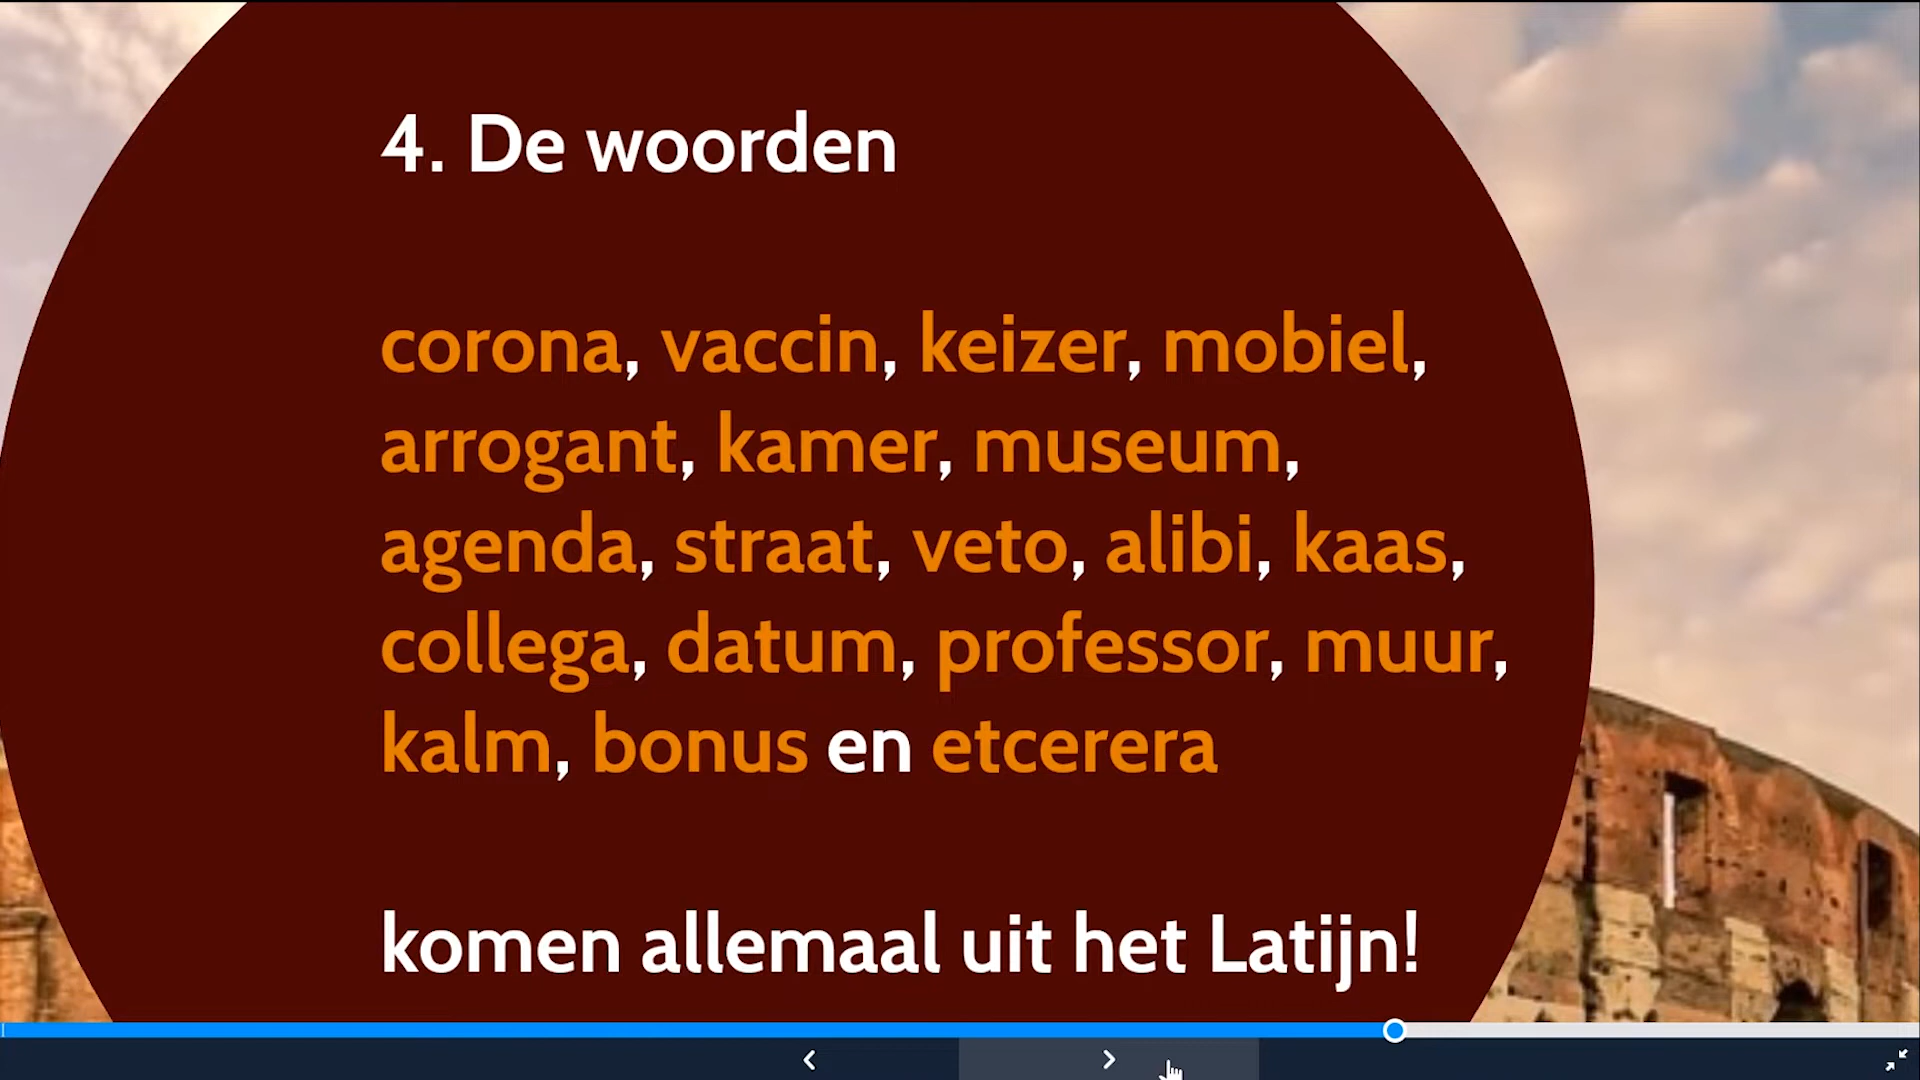 4. De woorden
corona, vaccin, keizer, mobiel,
arrogant, kamer, museum,
agenda, straat, veto, alibi, kaas,
collega, datum, professor, muur,
kalm, bonus en etcerera
komen allemaal uit het Latijn!